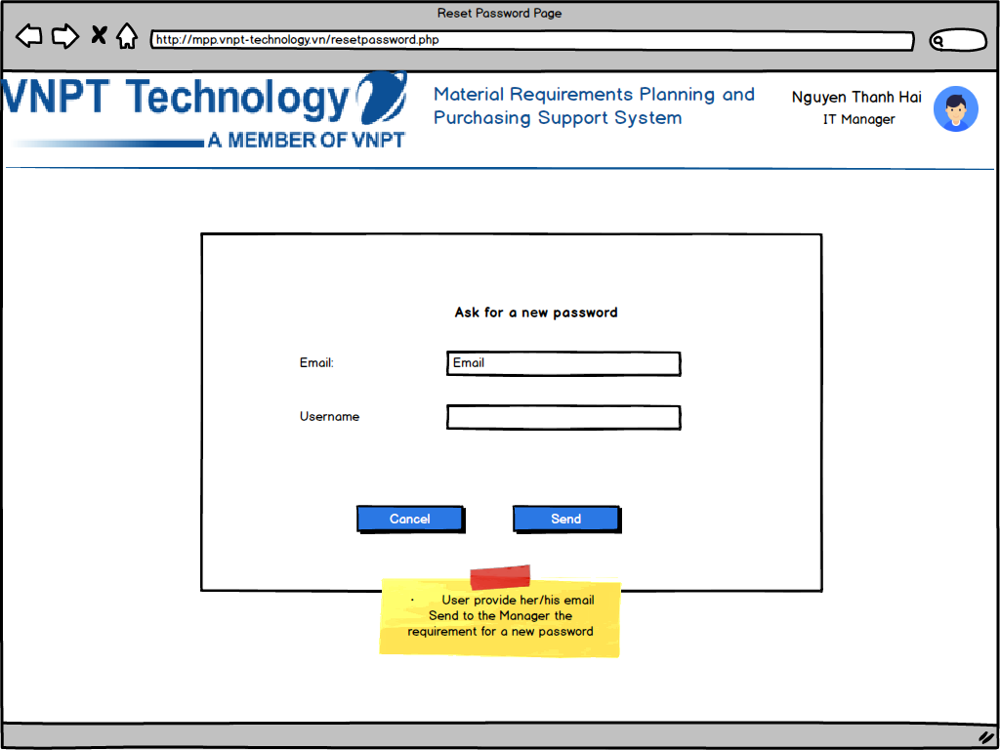 Reset Password Page
http://mpp.vnpt-technology.vn/resetpassword.php
VNPT Technology
A MEMBER OF VNPT
Material Requirements Planning and
Purchasing Support System
Nguyen Thanh Hai
IT Manager
Ask for a new password
Email: Email
Username
Cancel Send
· User provide her/his email
Send to the Manager the
requirement for a new password